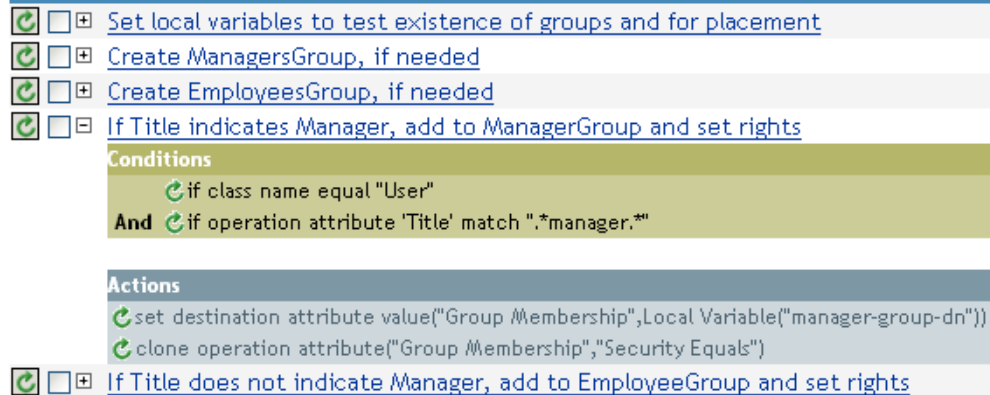 Set local variables to test existence of groups and for placement
Create ManagersGroup, if needed
Create EmployeesGroup, if needed
If Title indicates Manager, add to ManagerGroup and set rights
Conditions
if class name equal "User"
And if operation attribute 'Title' match ".*manager.*"
Actions
set destination attribute value("Group Membership",Local Variable("manager-group-dn"))
clone operation attribute("Group Membership","Security Equals")
If Title does not indicate Manager, add to EmployeeGroup and set rights